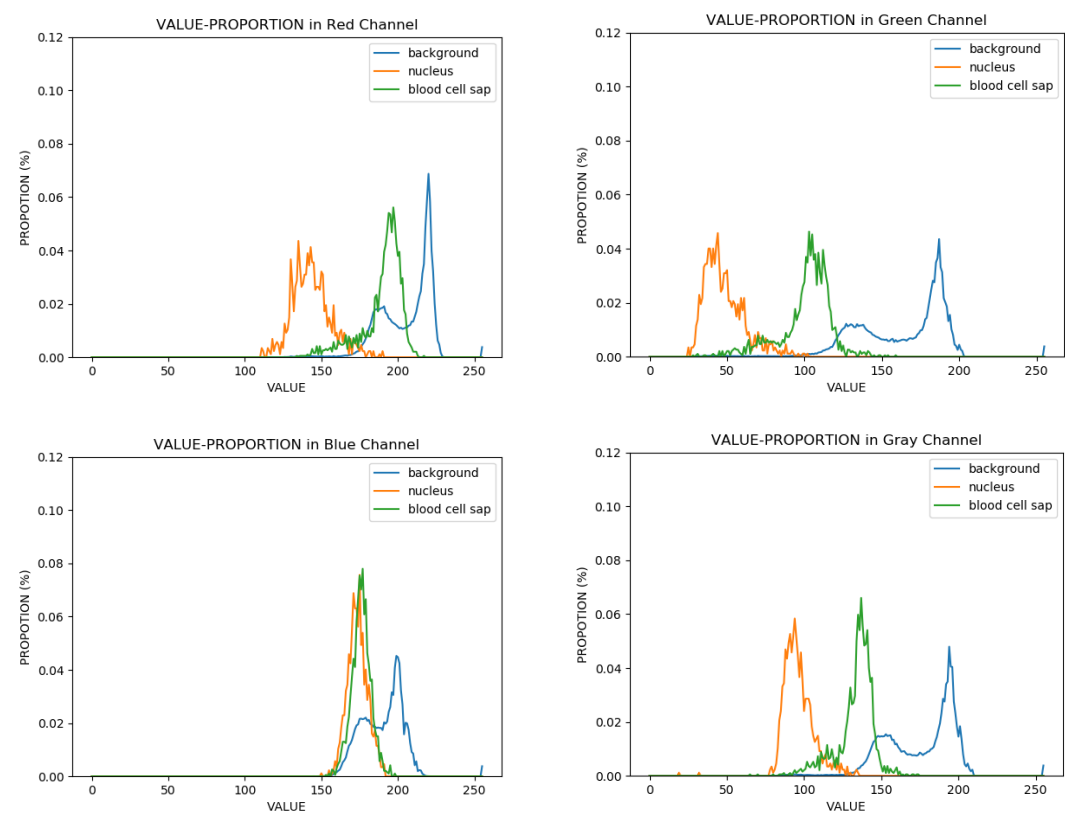 VALUE-PROPORTION in Red Channel
0.12
0.10
0.08
0.06
0.04
0.02
0.00
PROPOTION (%)
background
nucleus
blood cell sap
0 50 100 150 200 250
VALUE
VALUE-PROPORTION in Green Channel
0.12
0.10
0.08
0.06
0.04
0.02
0.00
PROPOTION (%)
background
nucleus
blood cell sap
0 50 100 150 200 250
VALUE
VALUE-PROPORTION in Blue Channel
0.12
0.10
0.08
0.06
0.04
0.02
0.00
PROPOTION (%)
background
nucleus
blood cell sap
0 50 100 150 200 250
VALUE
VALUE-PROPORTION in Gray Channel
0.12
0.10
0.08
0.06
0.04
0.02
0.00
PROPOTION (%)
background
nucleus
blood cell sap
0 50 100 150 200 250
VALUE